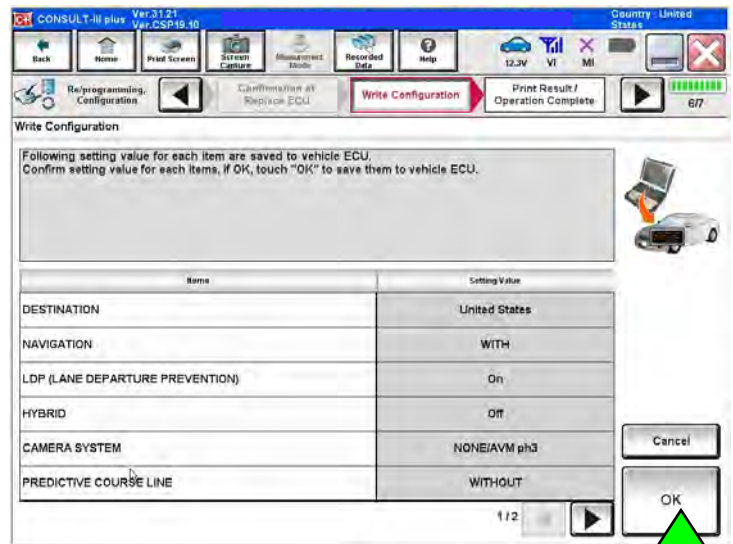 C+ CONSULT-III plus Ver.31.21
Ver.CSP19.10
Country : United States
Back
Home
Print Screen
Screen Capture
Measurement Mode
Recorded Data
Help
12.3V
VI
MI
Re/programming, Configuration
Confirmation of Replace ECU
Write Configuration
Print Result / Operation Complete
6/7
Write Configuration
Following setting value for each item are saved to vehicle ECU.
Confirm setting value for each items, if OK, touch "OK" to save them to vehicle ECU.
Name Setting Value
DESTINATION United States
NAVIGATION WITH
LDP (LANE DEPARTURE PREVENTION) On
HYBRID Off
CAMERA SYSTEM NONE/AVM ph3
PREDICTIVE COURSE LINE WITHOUT
1/2
Cancel
OK